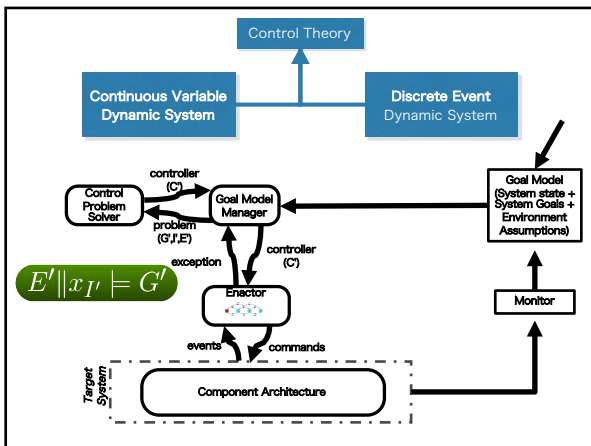 Control Theory
Continuous Variable
Dynamic System
Discrete Event
Dynamic System
controller
(C')
Control
Problem
Solver
Goal Model
Manager
problem
(G',I',E')
Goal Model
(System state +
System Goals +
Environment
Assumptions)
exception
controller
(C')
E'||x_{I'} ⊨ G'
Enactor
Monitor
events
commands
Target
System
Component Architecture